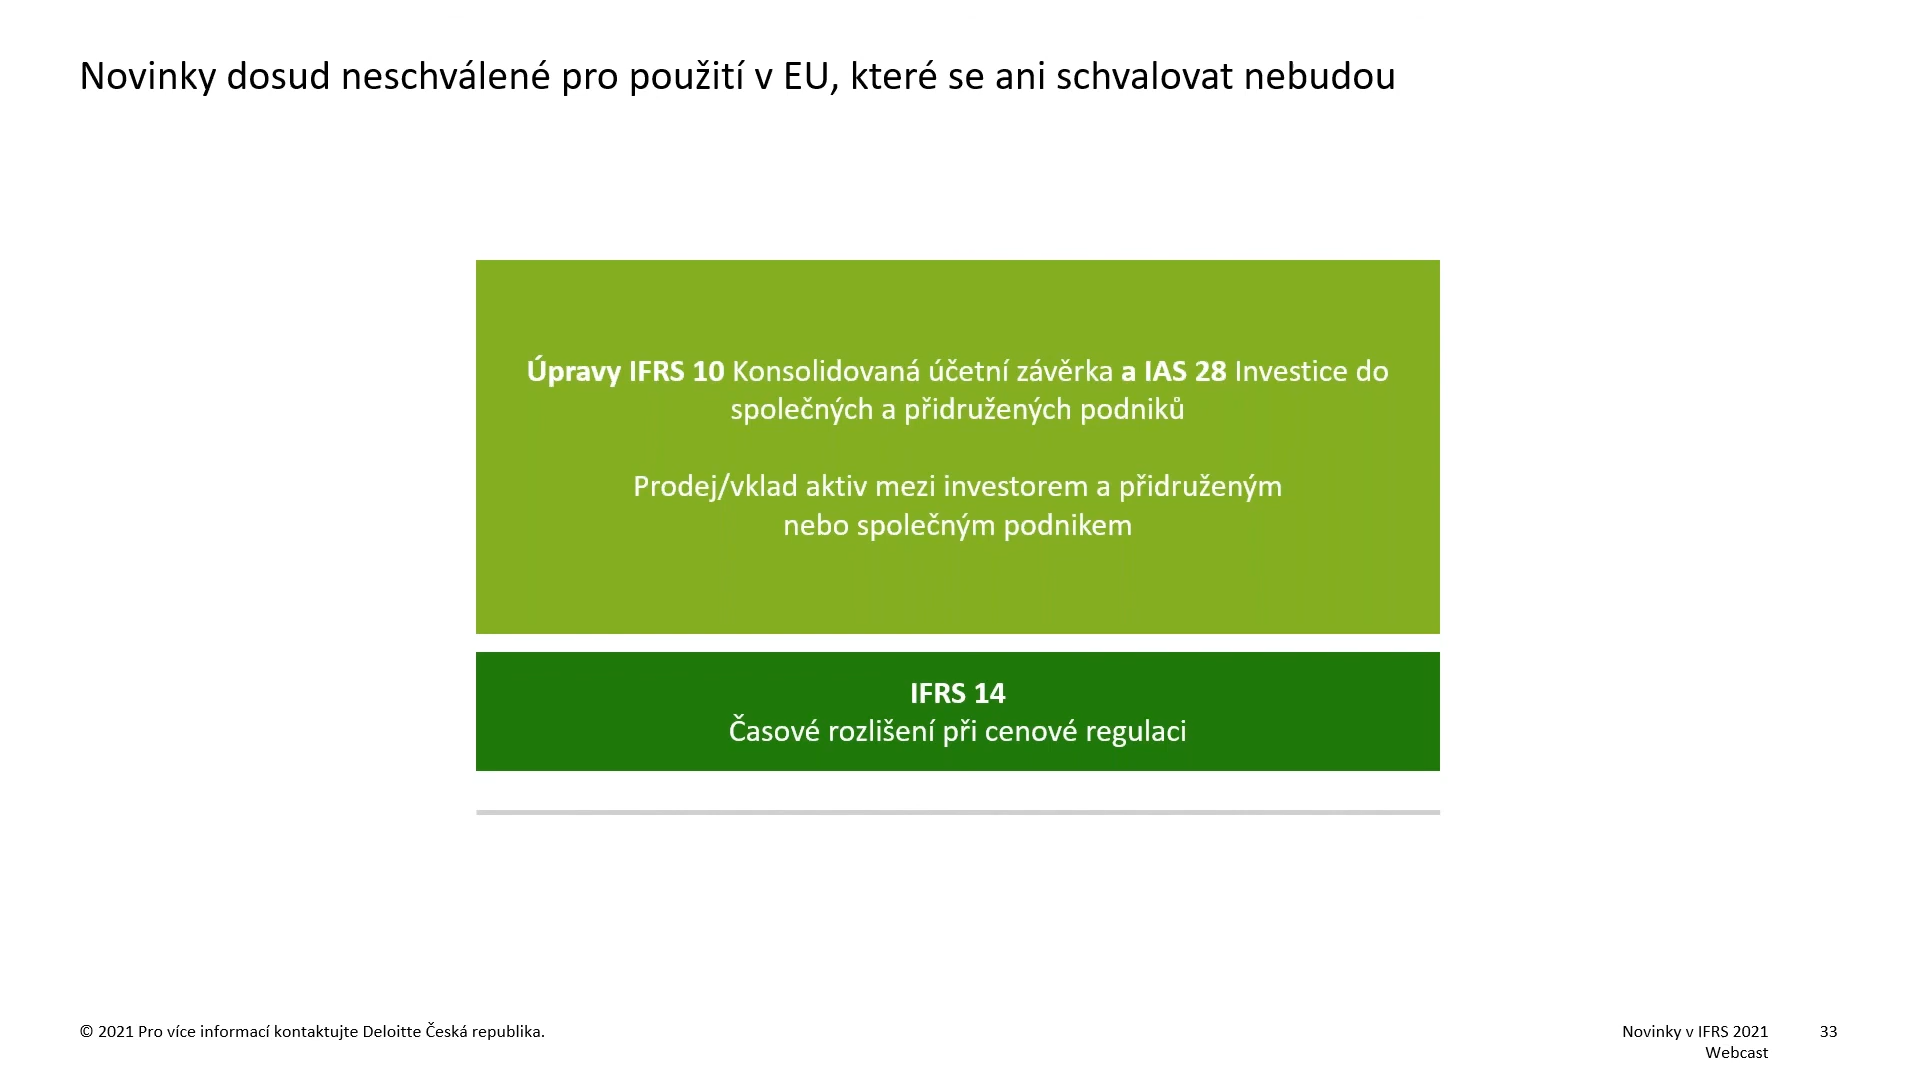 Novinky dosud neschválené pro použití v EU, které se ani schvalovat nebudou
Úpravy IFRS 10 Konsolidovaná účetní závěrka a IAS 28 Investice do
společných a přidružených podniků
Prodej/vklad aktiv mezi investorem a přidruženým
nebo společným podnikem
IFRS 14
Časové rozlišení při cenové regulaci
© 2021 Pro více informací kontaktujte Deloitte Česká republika.
Novinky v IFRS 2021
Webcast
33